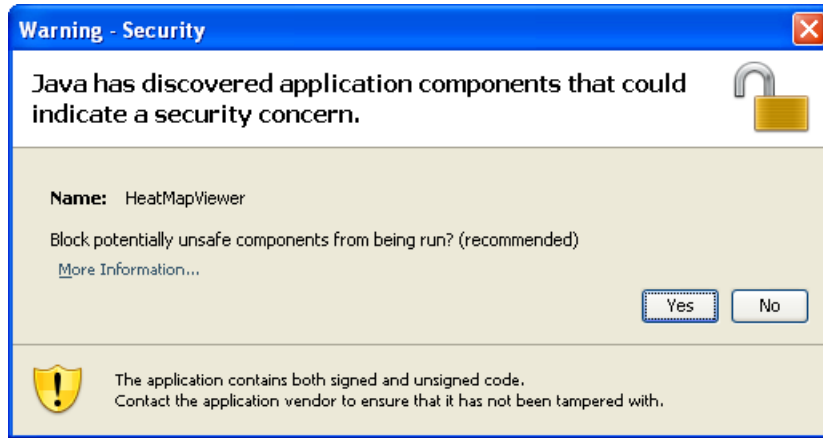 Warning - Security
Java has discovered application components that could
indicate a security concern.
Name: HeatMapViewer
Block potentially unsafe components from being run? (recommended)
More Information...
Yes No
The application contains both signed and unsigned code.
Contact the application vendor to ensure that it has not been tampered with.